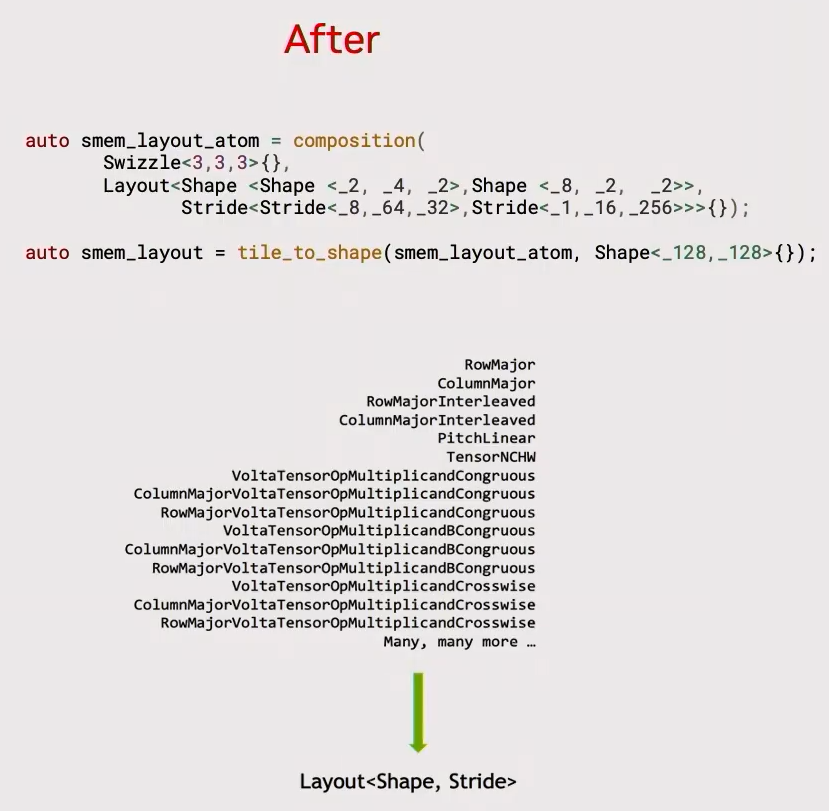 After
auto smem_layout_atom = composition(
Swizzle<3,3,3>{},
Layout<Shape <Shape <_2, _4, _2>,Shape <_8, _2, _2>>,
Stride<Stride<_8,_64,_32>,Stride<_1,_16,_256>>>{});
auto smem_layout = tile_to_shape(smem_layout_atom, Shape<_128,_128>{});
RowMajor
ColumnMajor
RowMajorInterleaved
ColumnMajorInterleaved
PitchLinear
TensorNCHW
VoltaTensorOpMultiplicandCongruous
ColumnMajorVoltaTensorOpMultiplicandCongruous
RowMajorVoltaTensorOpMultiplicandCongruous
VoltaTensorOpMultiplicandBCongruous
ColumnMajorVoltaTensorOpMultiplicandBCongruous
RowMajorVoltaTensorOpMultiplicandBCongruous
VoltaTensorOpMultiplicandCrosswise
ColumnMajorVoltaTensorOpMultiplicandCrosswise
RowMajorVoltaTensorOpMultiplicandCrosswise
Many, many more …
Layout<Shape, Stride>